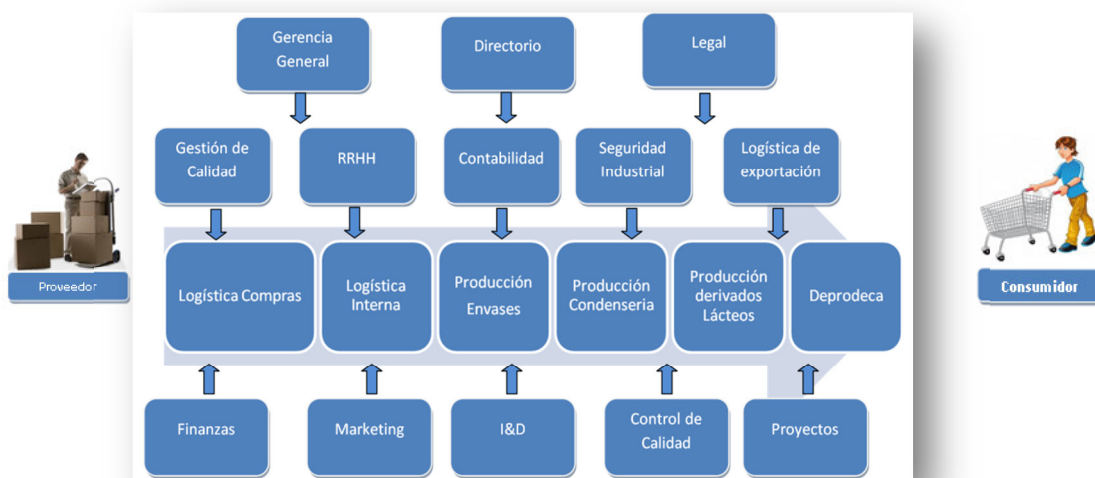 Gerencia
General
Directorio
Legal
Gestión de
Calidad
RRHH
Contabilidad
Seguridad
Industrial
Logística de
exportación
Proveedor
Logística Compras
Logística
Interna
Producción
Envases
Producción
Condenseria
Producción
derivados
Lácteos
Deprodeca
Consumidor
Finanzas
Marketing
I&D
Control de
Calidad
Proyectos